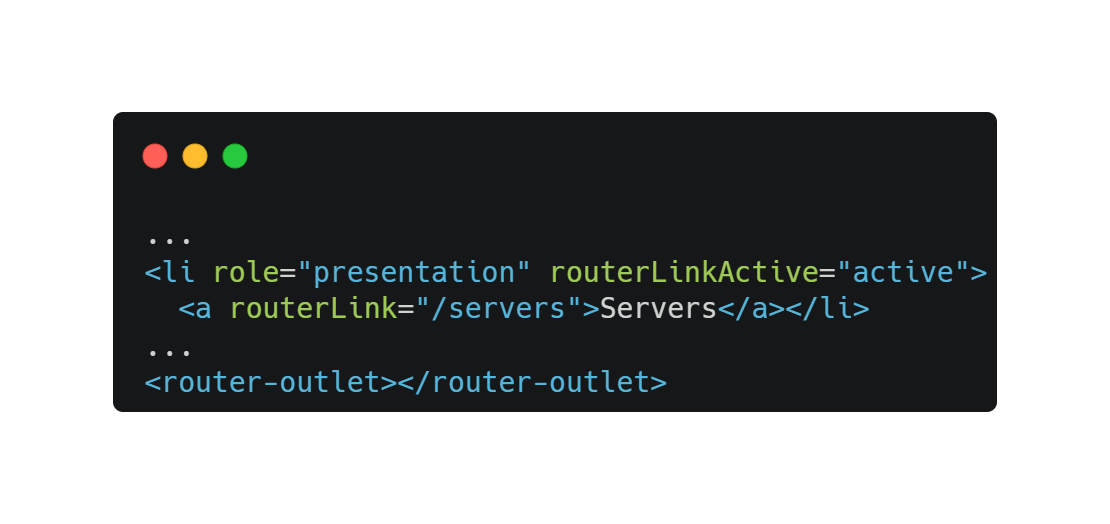 ...
<li role="presentation" routerLinkActive="active">
  <a routerLink="/servers">Servers</a></li>
...
<router-outlet></router-outlet>